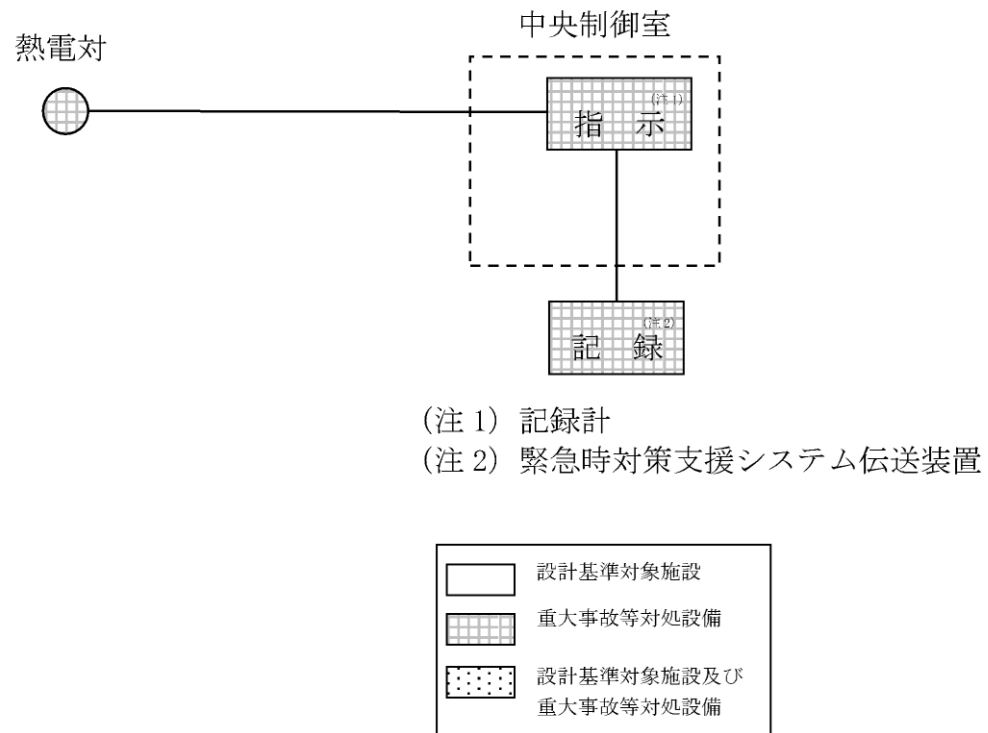 中央制御室
熱電対
(注1)
指 示
(注2)
記 録
(注 1) 記録計
(注 2) 緊急時対策支援システム伝送装置
設計基準対象施設
重大事故等対処設備
設計基準対象施設及び
重大事故等対処設備